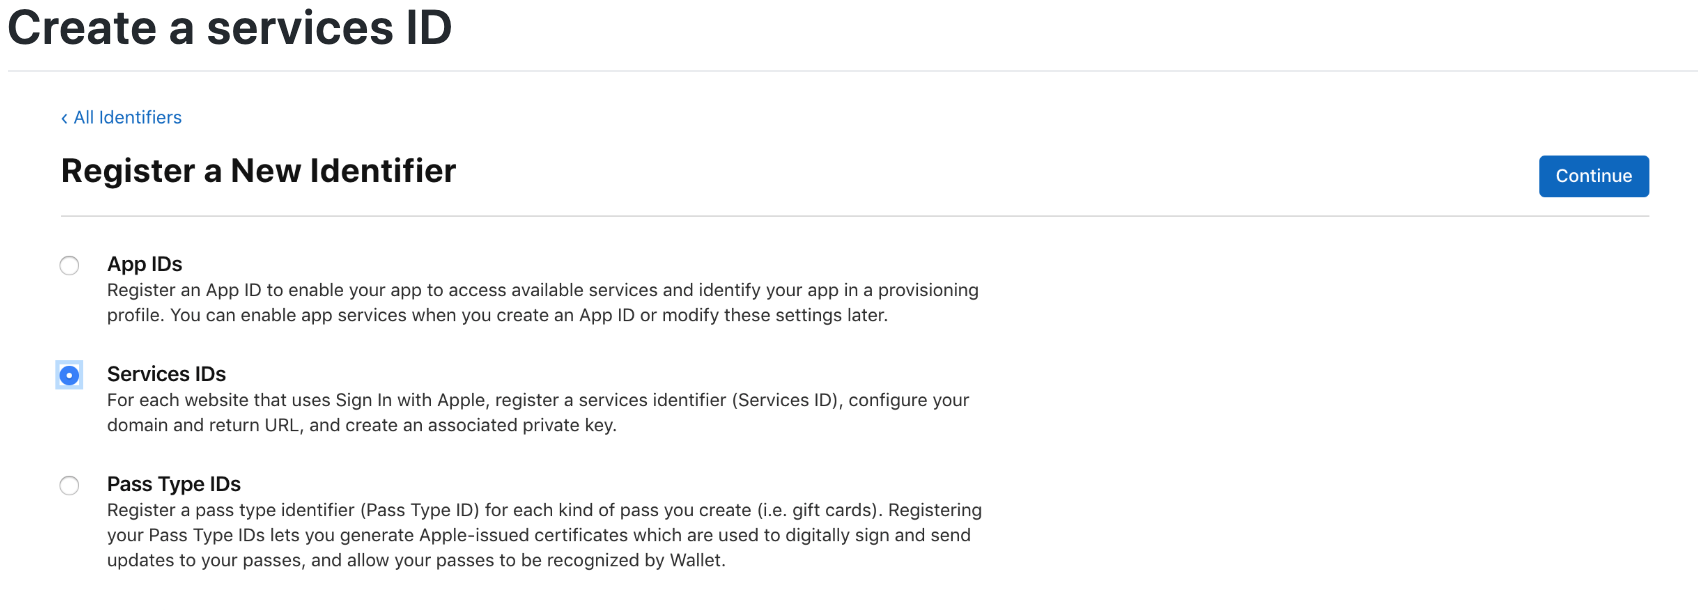 Create a services ID
‹ All Identifiers
Register a New Identifier
Continue
App IDs
Register an App ID to enable your app to access available services and identify your app in a provisioning
profile. You can enable app services when you create an App ID or modify these settings later.
Services IDs
For each website that uses Sign In with Apple, register a services identifier (Services ID), configure your
domain and return URL, and create an associated private key.
Pass Type IDs
Register a pass type identifier (Pass Type ID) for each kind of pass you create (i.e. gift cards). Registering
your Pass Type IDs lets you generate Apple-issued certificates which are used to digitally sign and send
updates to your passes, and allow your passes to be recognized by Wallet.